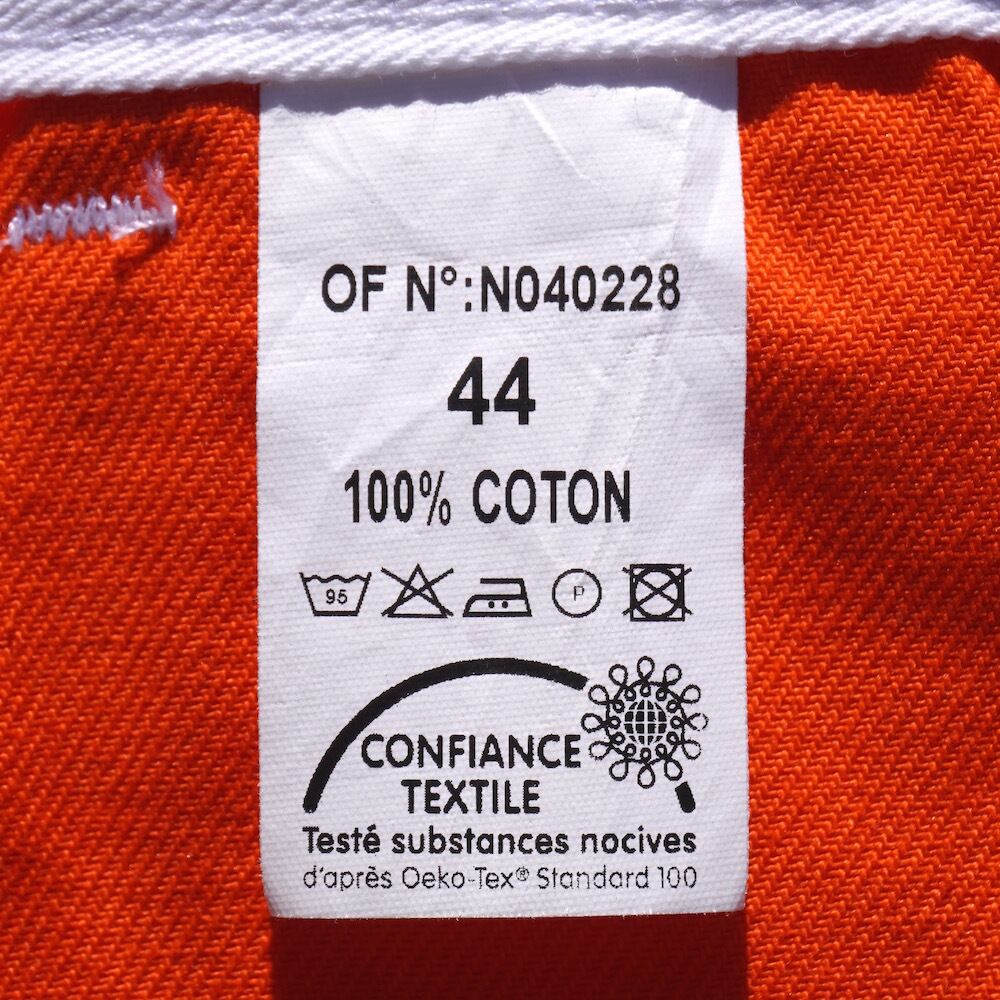 OF N°:N040228
44
100% COTON
95 P
CONFIANCE
TEXTILE
Testé substances nocives
d'après Oeko-Tex® Standard 100